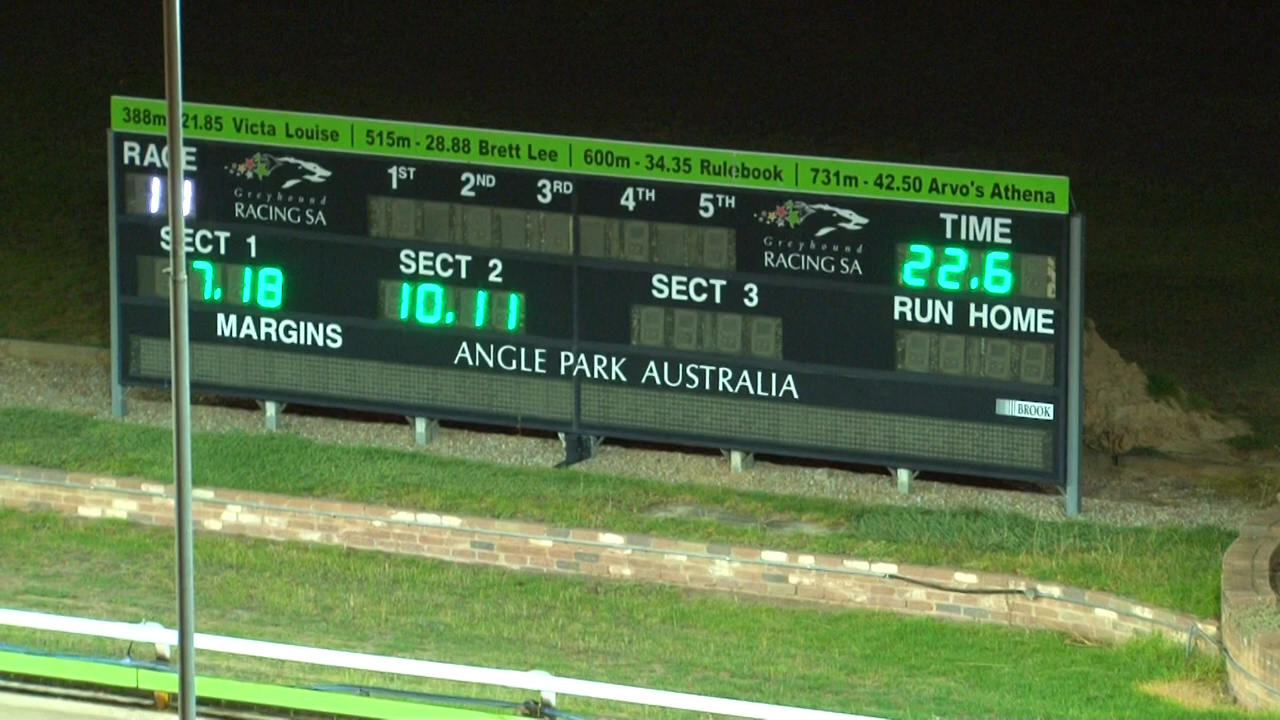 388m - 21.85 Victa Louise | 515m - 28.88 Brett Lee | 600m - 34.35 Rulebook | 731m - 42.50 Arvo's Athena
RACE
11
Greyhound
RACING SA
1ST 2ND 3RD 4TH 5TH
Greyhound
RACING SA
TIME
22.6
SECT 1
7.18
SECT 2
10.11
SECT 3
RUN HOME
MARGINS
ANGLE PARK AUSTRALIA
BROOK